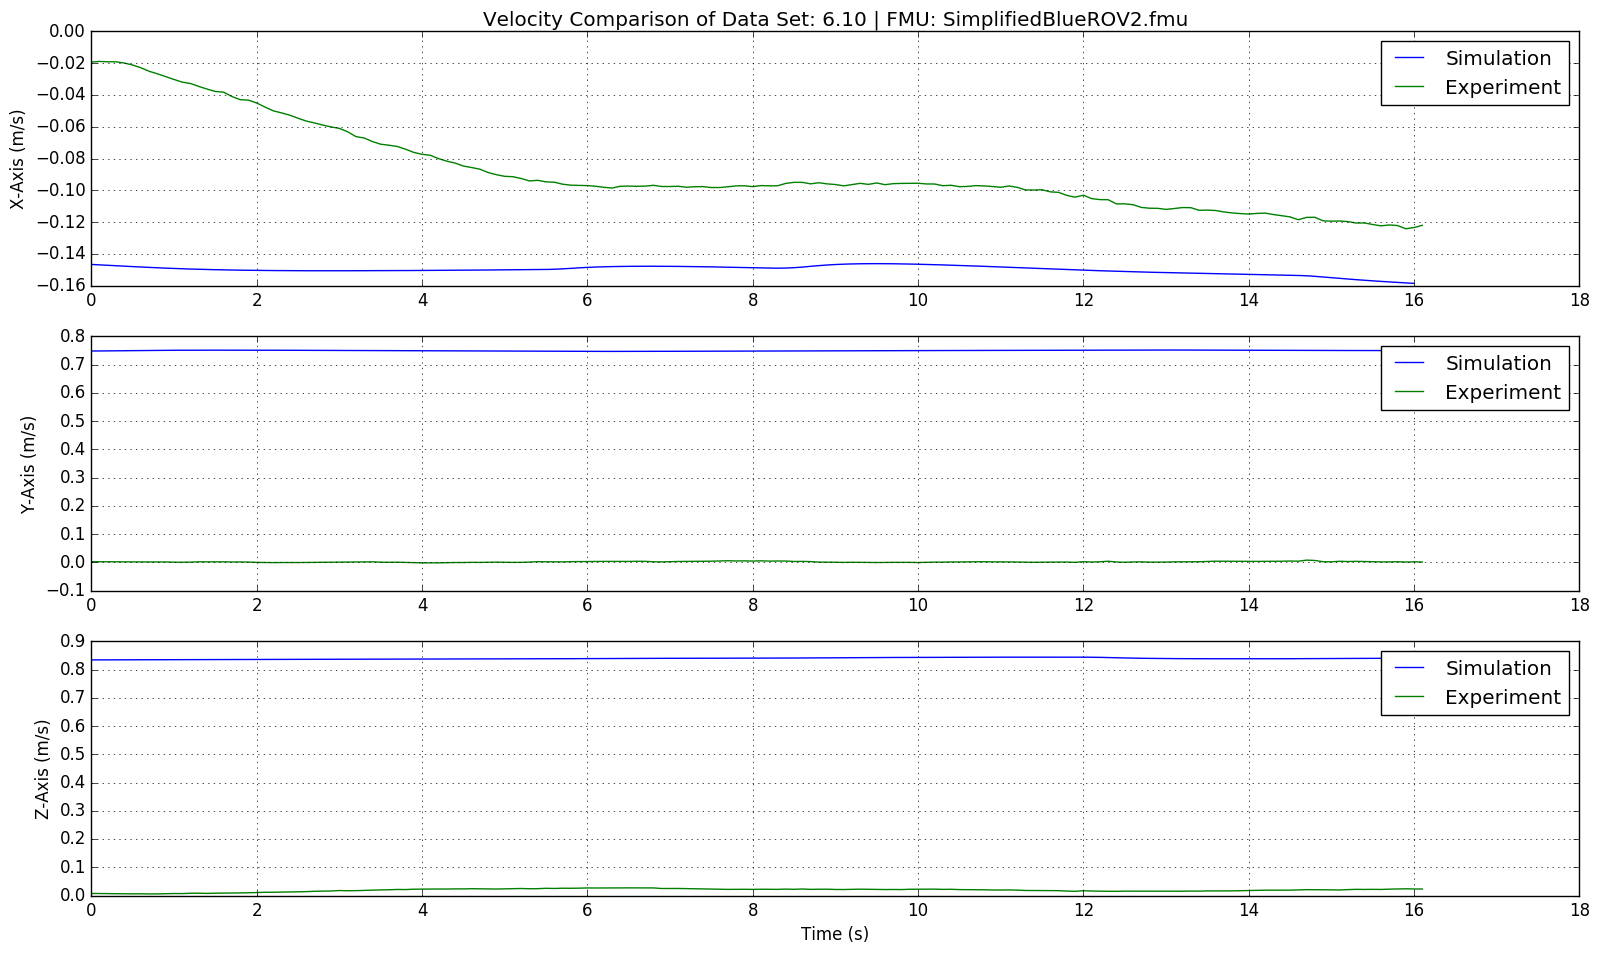 Velocity Comparison of Data Set: 6.10 | FMU: SimplifiedBlueROV2.fmu
X-Axis (m/s)
0.00
−0.02
−0.04
−0.06
−0.08
−0.10
−0.12
−0.14
−0.16
Simulation
Experiment
0 2 4 6 8 10 12 14 16 18
Y-Axis (m/s)
0.8
0.7
0.6
0.5
0.4
0.3
0.2
0.1
0.0
−0.1
Simulation
Experiment
0 2 4 6 8 10 12 14 16 18
Z-Axis (m/s)
0.9
0.8
0.7
0.6
0.5
0.4
0.3
0.2
0.1
0.0
Simulation
Experiment
0 2 4 6 8 10 12 14 16 18
Time (s)